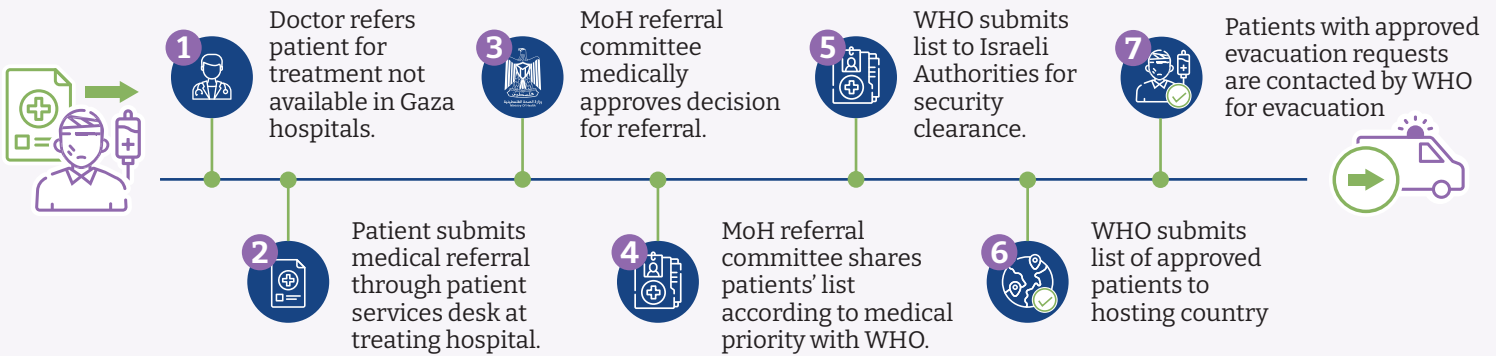 1
Doctor refers
patient for
treatment not
available in Gaza
hospitals.
2
Patient submits
medical referral
through patient
services desk at
treating hospital.
3
MoH referral
committee
medically
approves decision
for referral.
4
MoH referral
committee shares
patients’ list
according to medical
priority with WHO.
5
WHO submits
list to Israeli
Authorities for
security
clearance.
6
WHO submits
list of approved
patients to
hosting country
7
Patients with approved
evacuation requests
are contacted by WHO
for evacuation